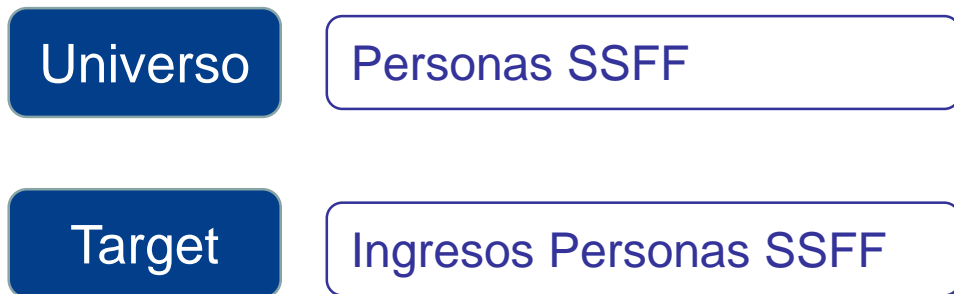 Universo
Personas SSFF
Target
Ingresos Personas SSFF